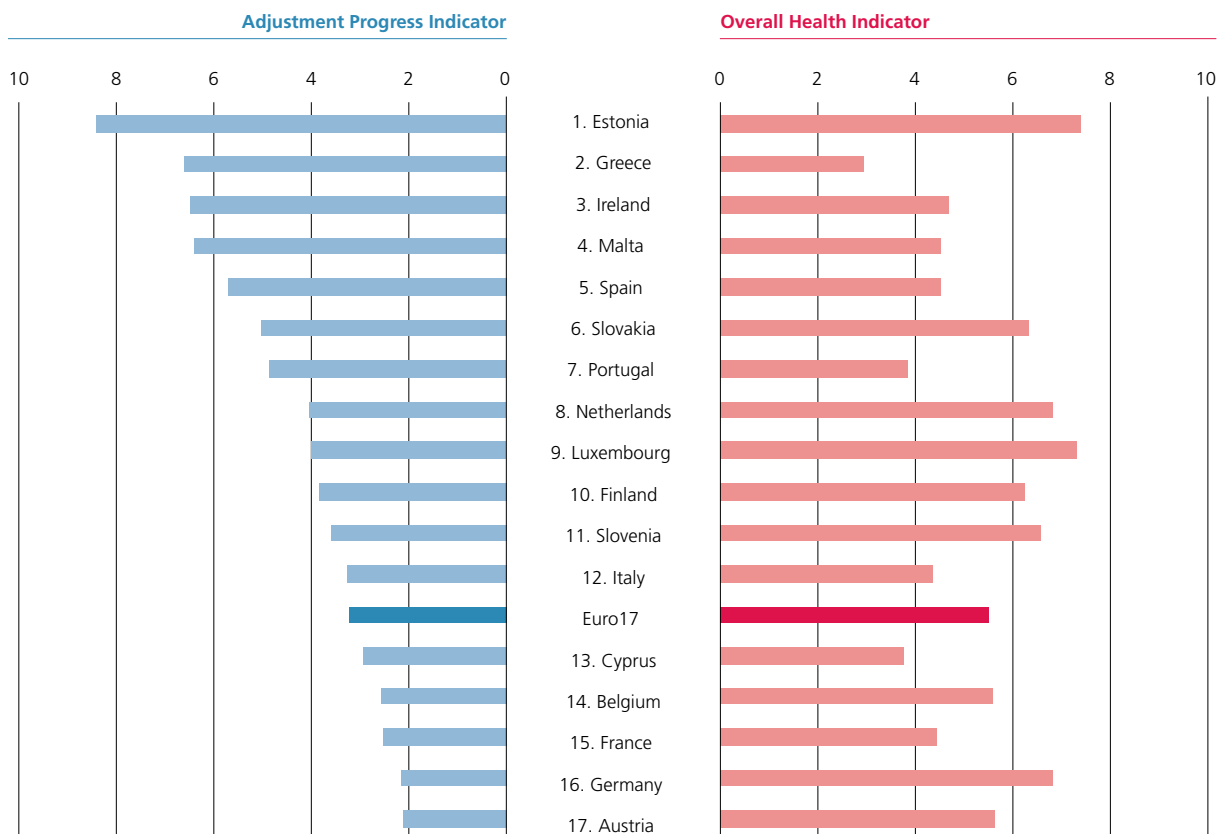 Adjustment Progress Indicator
Overall Health Indicator
10 8 6 4 2 0
0 2 4 6 8 10
1. Estonia
2. Greece
3. Ireland
4. Malta
5. Spain
6. Slovakia
7. Portugal
8. Netherlands
9. Luxembourg
10. Finland
11. Slovenia
12. Italy
Euro17
13. Cyprus
14. Belgium
15. France
16. Germany
17. Austria